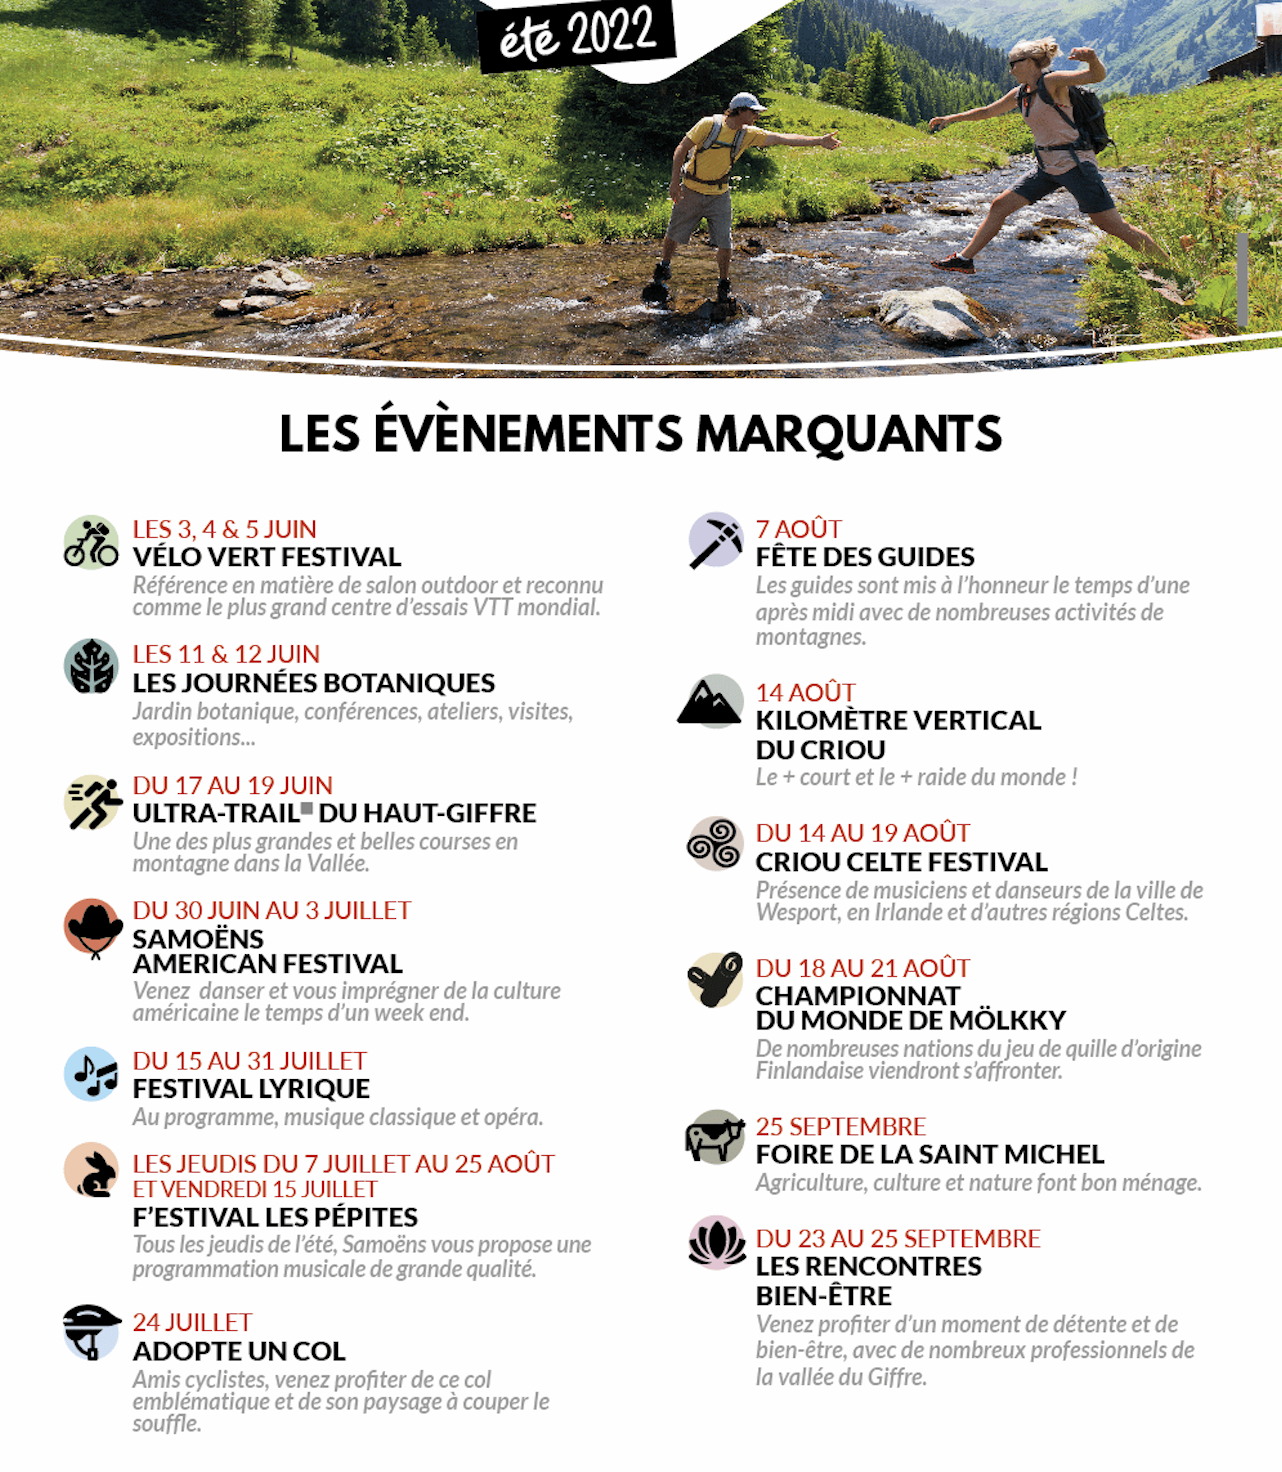 été 2022
LES ÉVÈNEMENTS MARQUANTS
LES 3, 4 & 5 JUIN
VÉLO VERT FESTIVAL
Référence en matière de salon outdoor et reconnu
comme le plus grand centre d'essais VTT mondial.
LES 11 & 12 JUIN
LES JOURNÉES BOTANIQUES
Jardin botanique, conférences, ateliers, visites,
expositions...
DU 17 AU 19 JUIN
ULTRA-TRAIL DU HAUT-GIFFRE
Une des plus grandes et belles courses en
montagne dans la Vallée.
DU 30 JUIN AU 3 JUILLET
SAMOËNS
AMERICAN FESTIVAL
Venez danser et vous imprégner de la culture
américaine le temps d'un week end.
DU 15 AU 31 JUILLET
FESTIVAL LYRIQUE
Au programme, musique classique et opéra.
LES JEUDIS DU 7 JUILLET AU 25 AOÛT
ET VENDREDI 15 JUILLET
F'ESTIVAL LES PÉPITES
Tous les jeudis de l'été, Samoëns vous propose une
programmation musicale de grande qualité.
24 JUILLET
ADOPTE UN COL
Amis cyclistes, venez profiter de ce col
emblématique et de son paysage à couper le
souffle.
7 AOÛT
FÊTE DES GUIDES
Les guides sont mis à l'honneur le temps d'une
après midi avec de nombreuses activités de
montagnes.
14 AOÛT
KILOMÈTRE VERTICAL
DU CRIOU
Le + court et le + raide du monde !
DU 14 AU 19 AOÛT
CRIOU CELTE FESTIVAL
Présence de musiciens et danseurs de la ville de
Wesport, en Irlande et d'autres régions Celtes.
DU 18 AU 21 AOÛT
CHAMPIONNAT
DU MONDE DE MÖLKKY
De nombreuses nations du jeu de quille d'origine
Finlandaise viendront s'affronter.
25 SEPTEMBRE
FOIRE DE LA SAINT MICHEL
Agriculture, culture et nature font bon ménage.
DU 23 AU 25 SEPTEMBRE
LES RENCONTRES
BIEN-ÊTRE
Venez profiter d'un moment de détente et de
bien-être, avec de nombreux professionnels de
la vallée du Giffre.